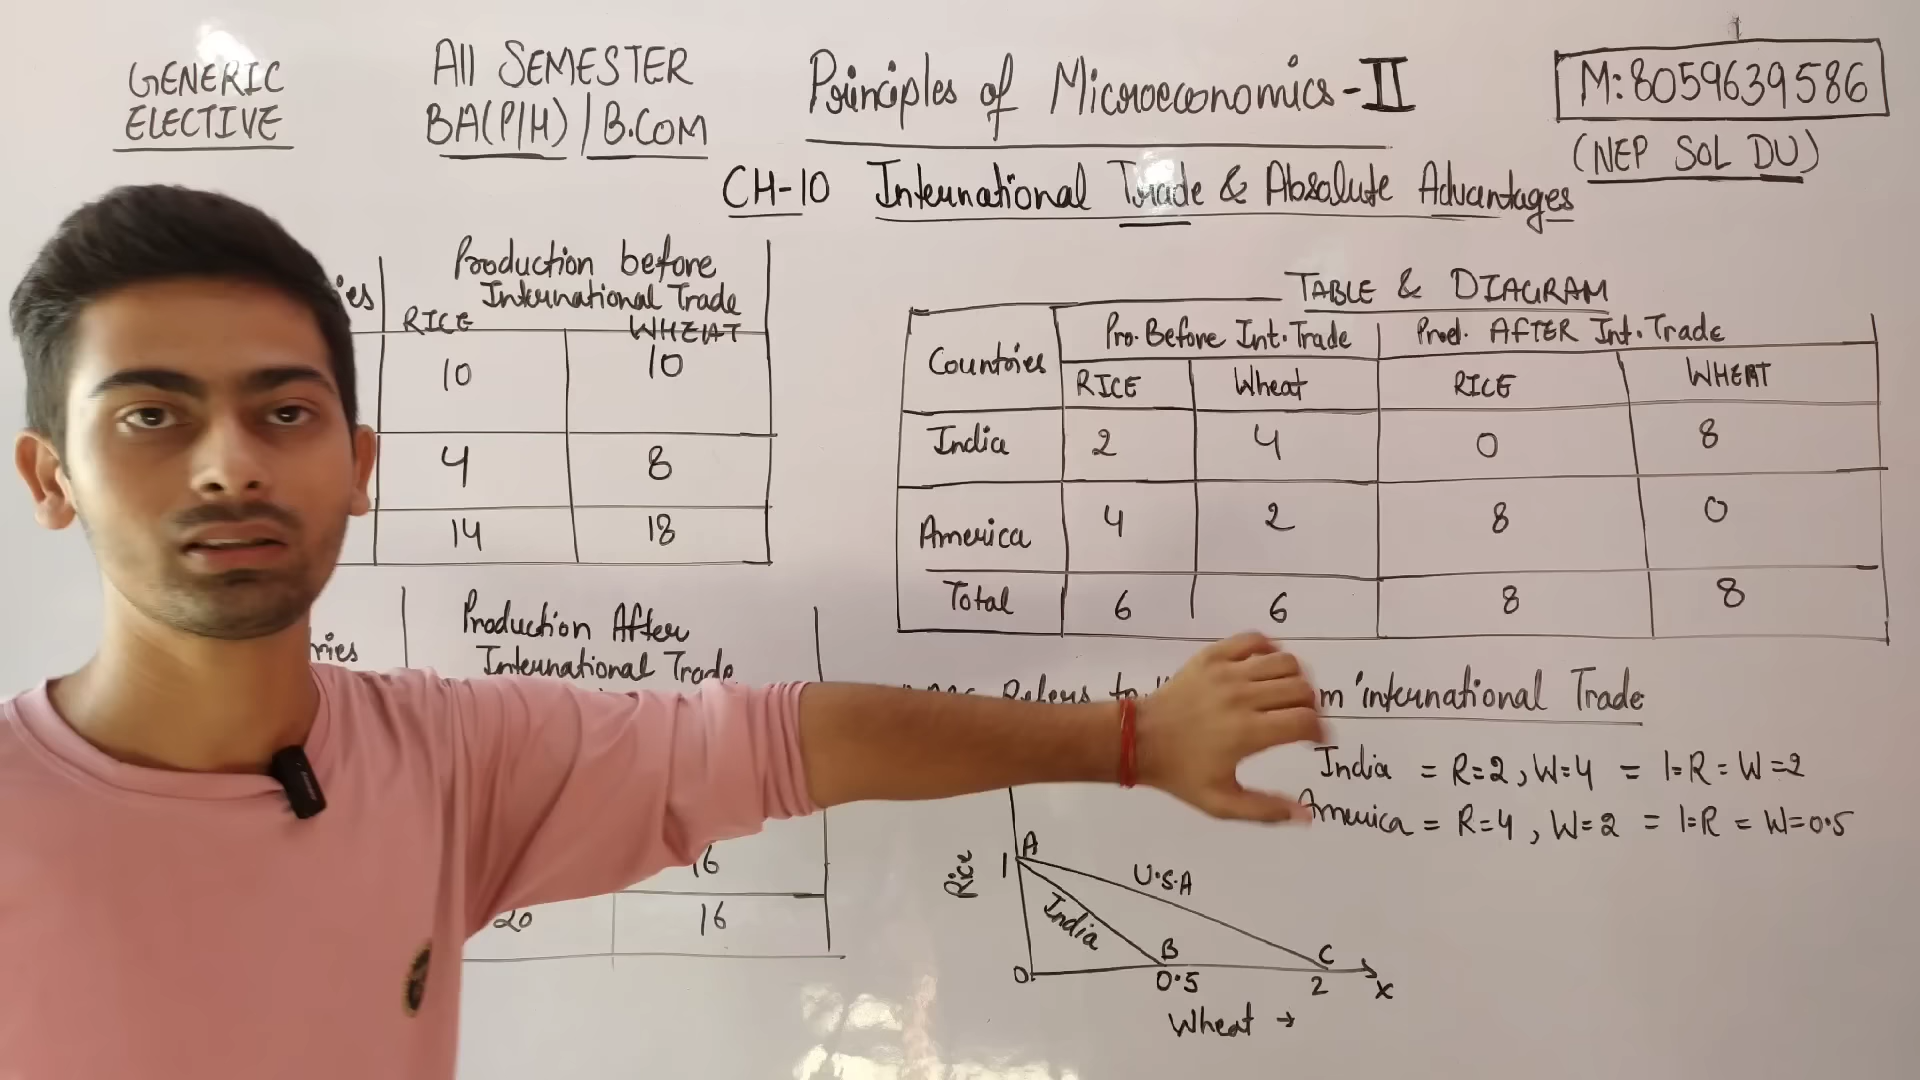 GENERIC
ELECTIVE
All SEMESTER
BA(P/H) / B.COM
Principles of Microeconomics-II
M:8059639586
(NEP SOL DU)
CH-10 International Trade & Absolute Advantages
Production before
International Trade
RICE WHEAT
10 10
4 8
14 18
Production After
International Trade
16
20 16
TABLE & DIAGRAM
Countries Pro. Before Int. Trade Prod. AFTER Int. Trade
RICE Wheat RICE WHEAT
India 2 4 0 8
America 4 2 8 0
Total 6 6 8 8
Refers to international Trade
India = R=2, W=4 = 1=R = W=2
America = R=4, W=2 = 1=R = W=0.5
Rice
1 A
U.S.A
India
B C
0 0.5 2 X
Wheat →